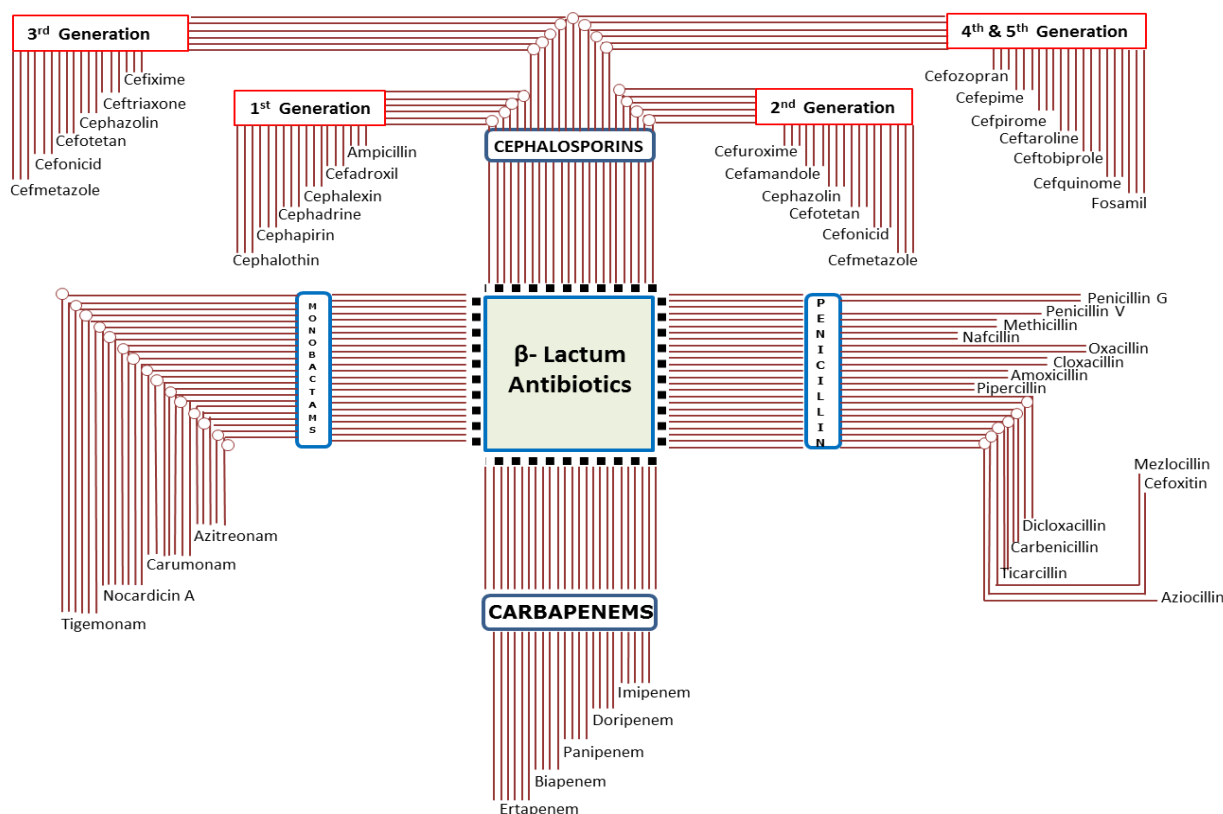 3rd Generation
Cefixime
Ceftriaxone
Cephazolin
Cefotetan
Cefonicid
Cefmetazole
1st Generation
Ampicillin
Cefadroxil
Cephalexin
Cephadrine
Cephapirin
Cephalothin
CEPHALOSPORINS
2nd Generation
Cefuroxime
Cefamandole
Cephazolin
Cefotetan
Cefonicid
Cefmetazole
4th & 5th Generation
Cefozopran
Cefepime
Cefpirome
Ceftaroline
Ceftobiprole
Cefquinome
Fosamil
MONOBACTAMS
Azitreonam
Carumonam
Nocardicin A
Tigemonam
β- Lactum
Antibiotics
PENICILLIN
Penicillin G
Penicillin V
Methicillin
Nafcillin
Oxacillin
Cloxacillin
Amoxicillin
Pipercillin
Mezlocillin
Cefoxitin
Dicloxacillin
Carbenicillin
Ticarcillin
Aziocillin
CARBAPENEMS
Imipenem
Doripenem
Panipenem
Biapenem
Ertapenem